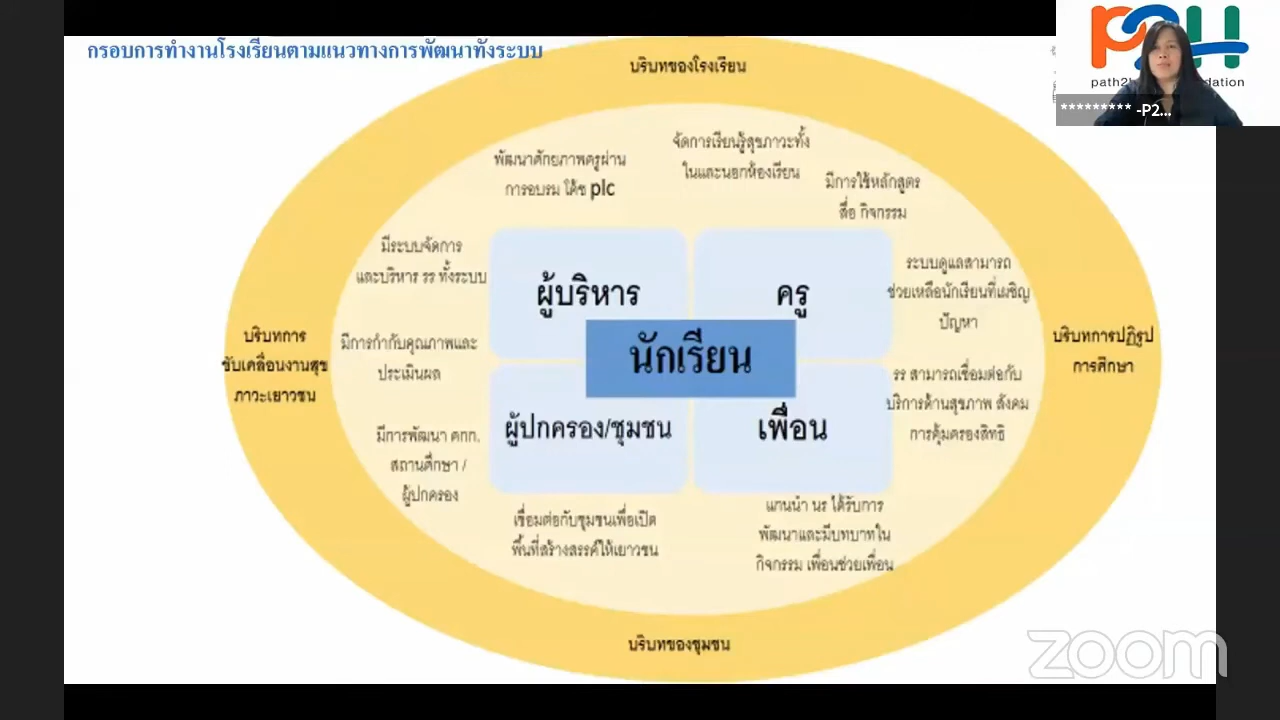 กรอบการทำงานโรงเรียนตามแนวทางการพัฒนาทั้งระบบ
บริบทของโรงเรียน
จัดการเรียนรู้สุขภาวะทั้ง
ในและนอกห้องเรียน
พัฒนาศักยภาพครูผ่าน
การอบรม โค้ช plc
มีการใช้หลักสูตร
สื่อ กิจกรรม
มีระบบจัดการ
และบริหาร รร ทั้งระบบ
ผู้บริหาร
ครู
ระบบดูแลสามารถ
ช่วยเหลือนักเรียนที่เผชิญ
ปัญหา
บริบทการ
ขับเคลื่อนงานสุข
ภาวะเยาวชน
มีการกำกับคุณภาพและ
ประเมินผล
นักเรียน
บริบทการปฏิรูป
การศึกษา
รร สามารถเชื่อมต่อกับ
บริการด้านสุขภาพ สังคม
การคุ้มครองสิทธิ
มีการพัฒนา คกก.
สถานศึกษา /
ผู้ปกครอง
ผู้ปกครอง/ชุมชน
เพื่อน
เชื่อมต่อกับชุมชนเพื่อเปิด
พื้นที่สร้างสรรค์ให้เยาวชน
แกนนำ นร ได้รับการ
พัฒนาและมีบทบาทใน
กิจกรรม เพื่อนช่วยเพื่อน
บริบทของชุมชน
P2H
********* -P2...
zoom